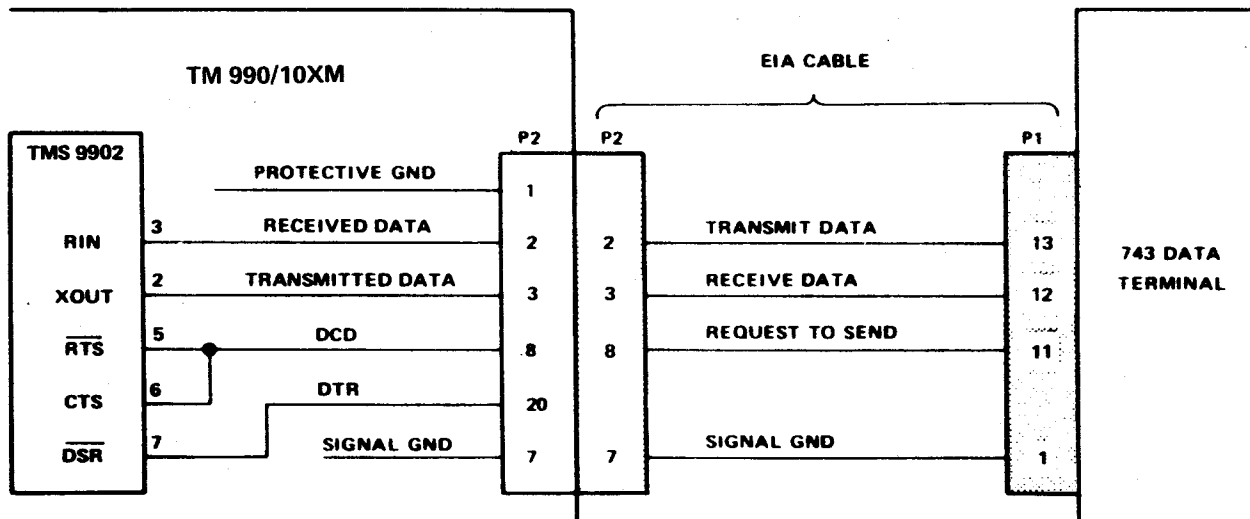 EIA CABLE
TM 990/10XM
P2
P2
P1
TMS 9902
PROTECTIVE GND
1
3
RECEIVED DATA
TRANSMIT DATA
RIN
2
2
13
743 DATA
2
TRANSMITTED DATA
RECEIVE DATA
TERMINAL
XOUT
3
3
12
5
DCD
REQUEST TO SEND
RTS
8
8
11
6
DTR
CTS
20
7
SIGNAL GND
SIGNAL GND
DSR
7
7
1